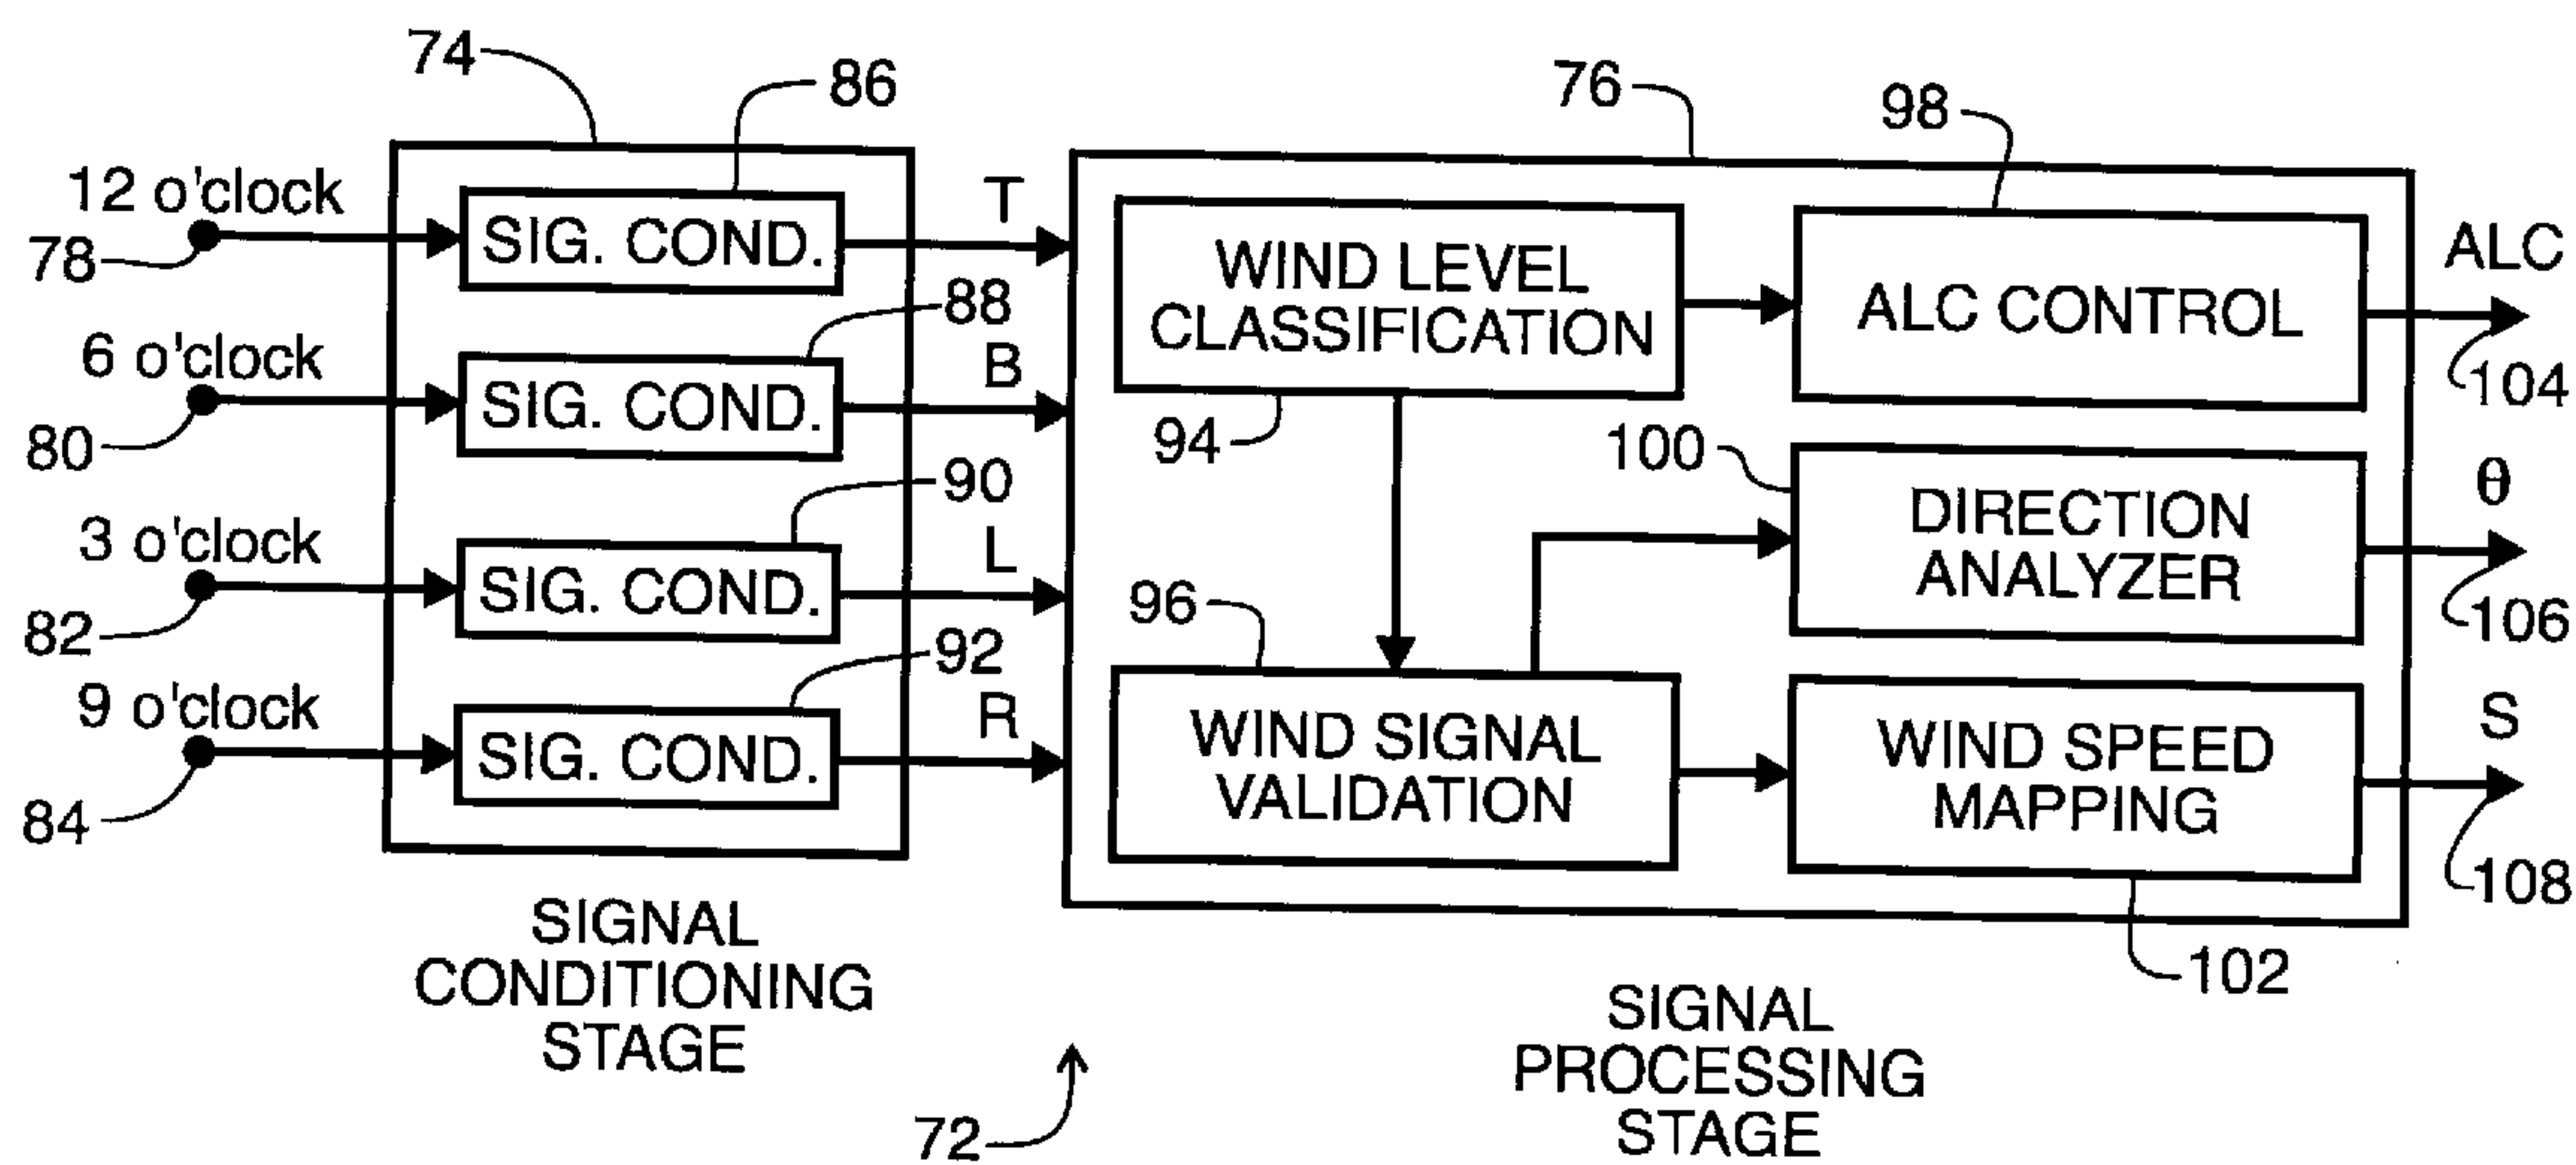 74
86
76
98
12 o'clock
78
SIG. COND.
T
88
6 o'clock
80
SIG. COND.
B
90
3 o'clock
82
SIG. COND.
L
92
9 o'clock
84
SIG. COND.
R
SIGNAL
CONDITIONING
STAGE
WIND LEVEL
CLASSIFICATION
94
ALC CONTROL
ALC
104
100
DIRECTION
ANALYZER
θ
106
96
WIND SIGNAL
VALIDATION
WIND SPEED
MAPPING
S
108
102
72
SIGNAL
PROCESSING
STAGE